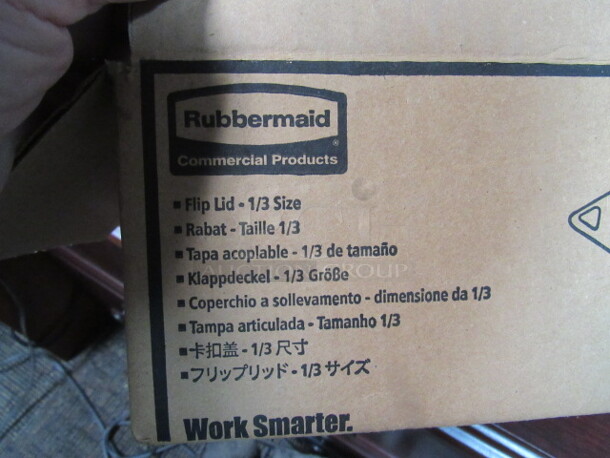 Rubbermaid®
Commercial Products
▪ Flip Lid - 1/3 Size
▪ Rabat - Taille 1/3
▪ Tapa acoplable - 1/3 de tamaño
▪ Klappdeckel - 1/3 Größe
▪ Coperchio a sollevamento - dimensione da 1/3
▪ Tampa articulada - Tamanho 1/3
▪卡扣盖 - 1/3 尺寸
▪フリップリッド - 1/3 サイズ
Work Smarter.